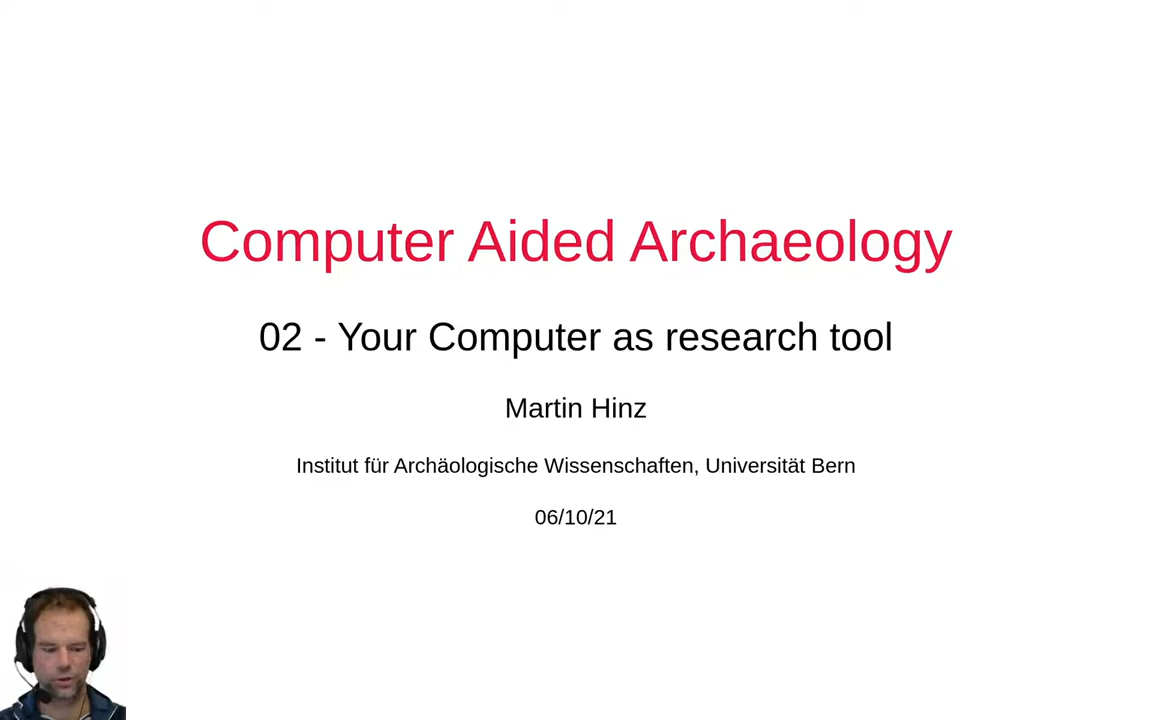 Computer Aided Archaeology
02 - Your Computer as research tool
Martin Hinz
Institut für Archäologische Wissenschaften, Universität Bern
06/10/21